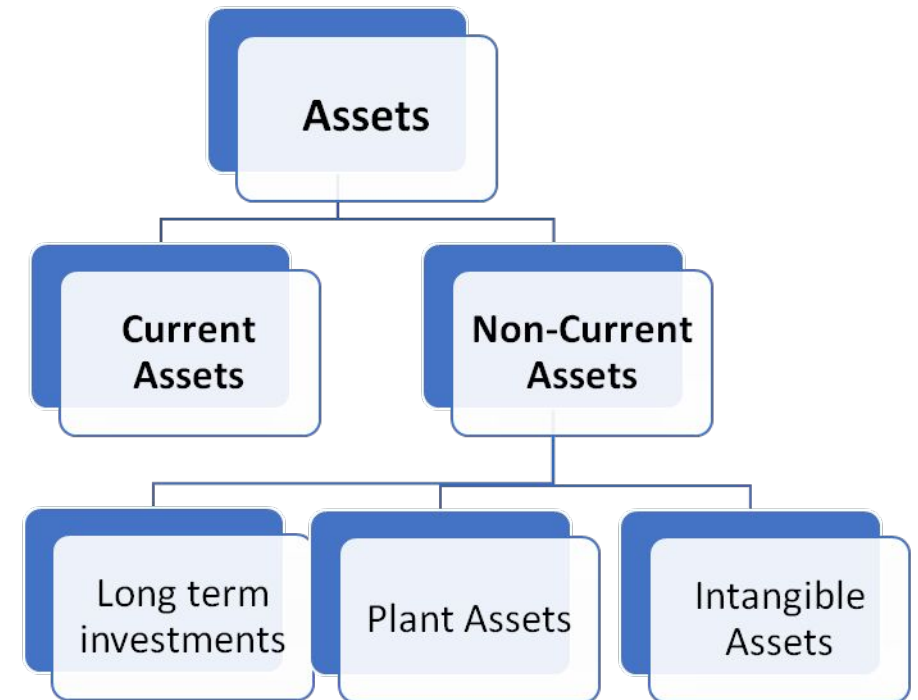 Assets
Current
Assets
Non-Current
Assets
Long term
investments
Plant Assets
Intangible
Assets